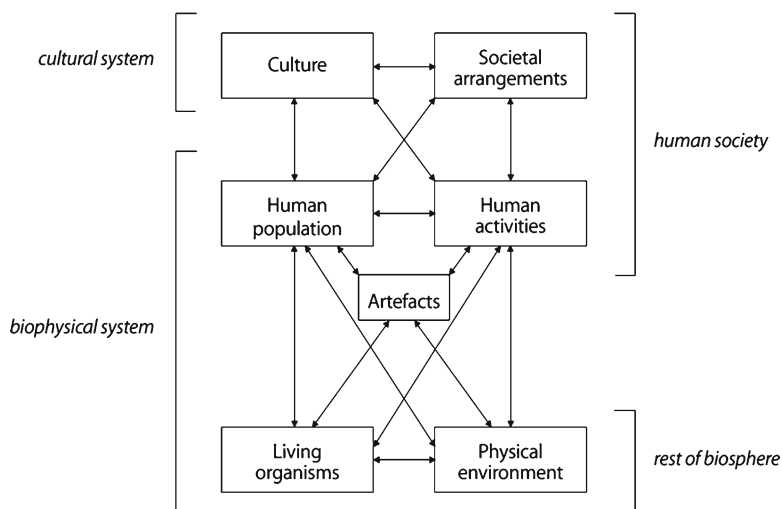 cultural system
Culture
Societal
arrangements
human society
Human
population
Human
activities
Artefacts
biophysical system
Living
organisms
Physical
environment
rest of biosphere